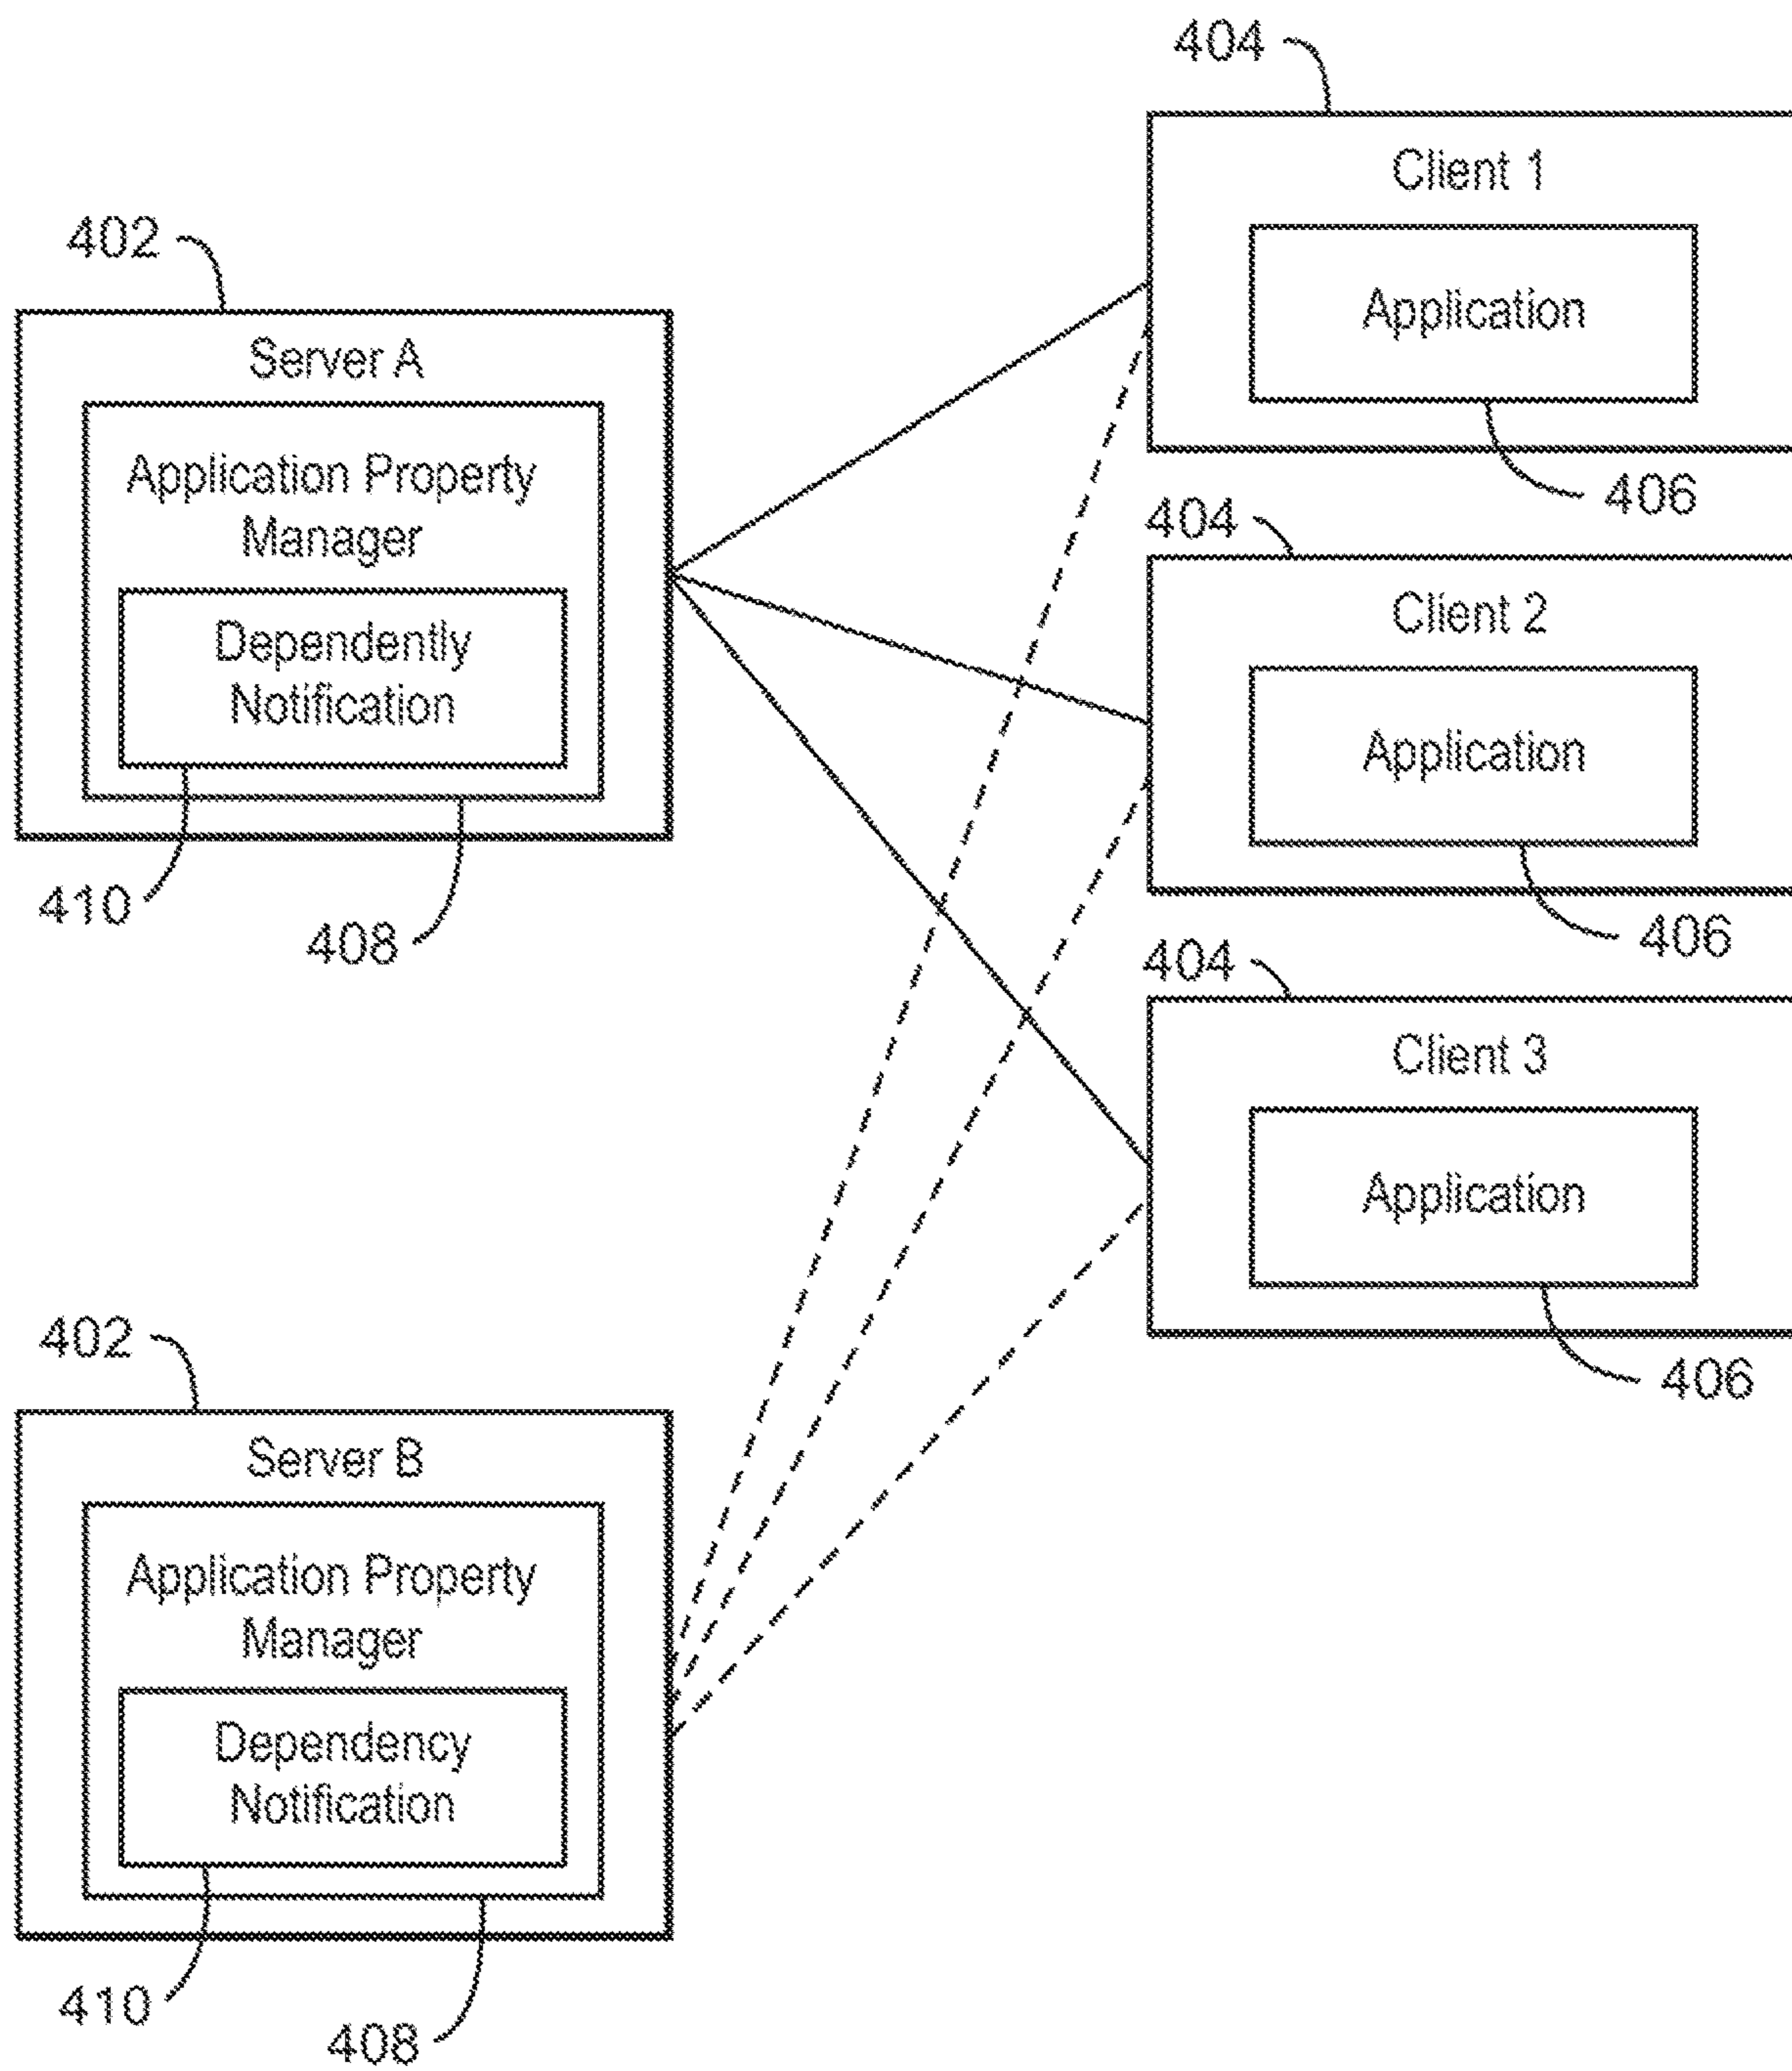 404
Client 1
Application
406
402
Server A
Application Property
Manager
Dependently
Notification
410
408
404
Client 2
Application
406
404
Client 3
Application
406
402
Server B
Application Property
Manager
Dependency
Notification
410
408